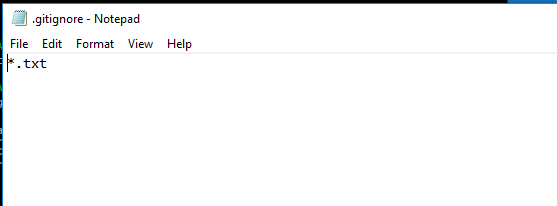 .gitignore - Notepad
File Edit Format View Help
*.txt